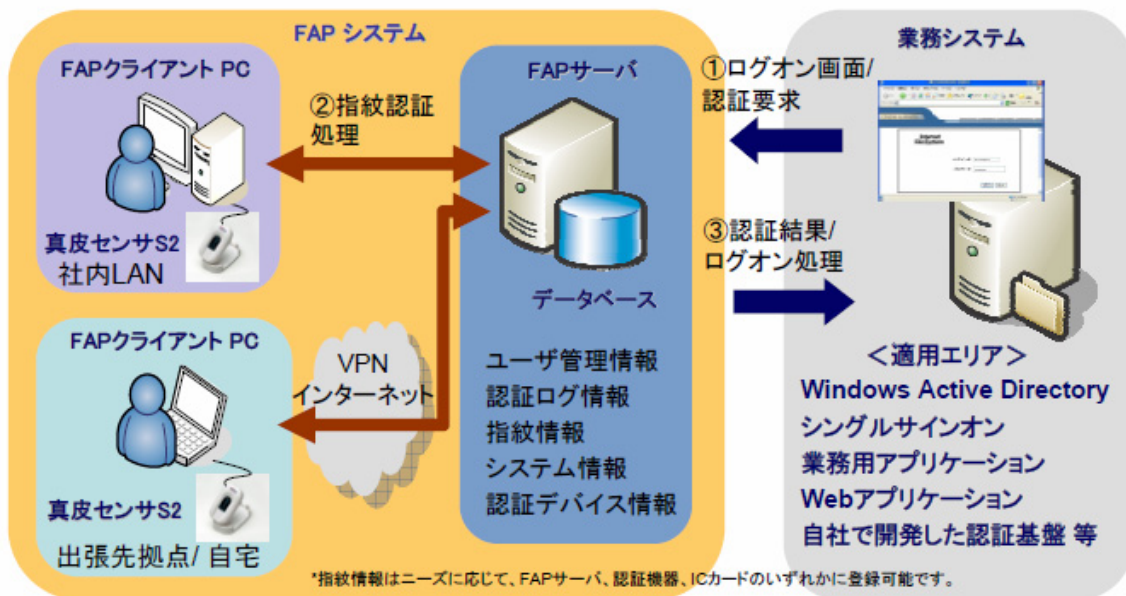 FAP システム
FAPクライアント PC
真皮センサS2
社内LAN
②指紋認証
処理
FAPクライアント PC
真皮センサS2
出張先拠点/ 自宅
VPN
インターネット
FAPサーバ
データベース
ユーザ管理情報
認証ログ情報
指紋情報
システム情報
認証デバイス情報
①ログオン画面/
認証要求
③認証結果/
ログオン処理
業務システム
＜適用エリア＞
Windows Active Directory
シングルサインオン
業務用アプリケーション
Webアプリケーション
自社で開発した認証基盤 等
*指紋情報はニーズに応じて、FAPサーバ、認証機器、ICカードのいずれかに登録可能です。